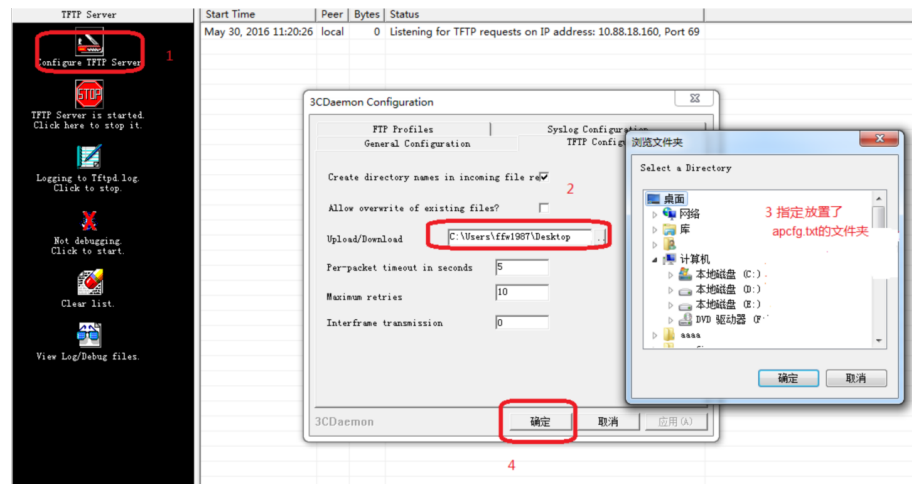 TFTP Server
Configure TFTP Server
1
TFTP Server is started.
Click here to stop it.
Logging to Tftpd.log.
Click to stop.
Not debugging.
Click to start.
Clear list.
View Log/Debug files.
Start Time Peer Bytes Status
May 30, 2016 11:20:26 local 0 Listening for TFTP requests on IP address: 10.88.18.160, Port 69
3CDaemon Configuration
FTP Profiles Syslog Configuration
General Configuration TFTP Config
Create directory names in incoming file re
2
Allow overwrite of existing files?
Upload/Download C:\Users\ffw1987\Desktop ..
Per-packet timeout in seconds 5
Maximum retries 10
Interframe transmission 0
3CDaemon 确定 取消 应用(A)
4
浏览文件夹
Select a Directory
桌面
网络
库
计算机
本地磁盘 (C:)
本地磁盘 (D:)
本地磁盘 (E:)
DVD 驱动器 (F:
aaaa
3 指定放置了
apcfg.txt的文件夹
确定 取消